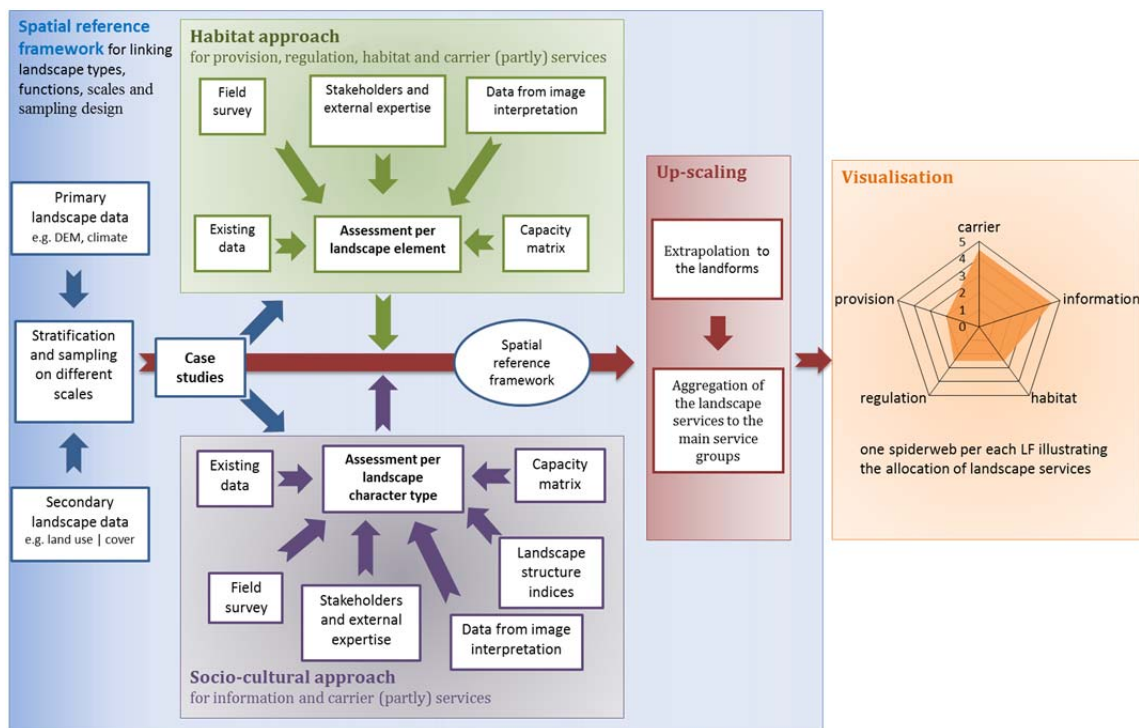 Spatial reference
framework for linking
landscape types,
functions, scales and
sampling design
Primary
landscape data
e.g. DEM, climate
Stratification
and sampling
on different
scales
Secondary
landscape data
e.g. land use | cover
Case
studies
Habitat approach
for provision, regulation, habitat and carrier (partly) services
Field
survey
Stakeholders
and external
expertise
Data from image
interpretation
Existing
data
Assessment per
landscape element
Capacity
matrix
Spatial
reference
framework
Existing
data
Assessment per
landscape
character type
Capacity
matrix
Field
survey
Stakeholders
and external
expertise
Data from image
interpretation
Landscape
structure
indices
Socio-cultural approach
for information and carrier (partly) services
Up-scaling
Extrapolation to
the landforms
Aggregation of
the landscape
services to the
main service
groups
Visualisation
carrier
5
4
3
2
1
0
provision
information
regulation
habitat
one spiderweb per each LF illustrating
the allocation of landscape services